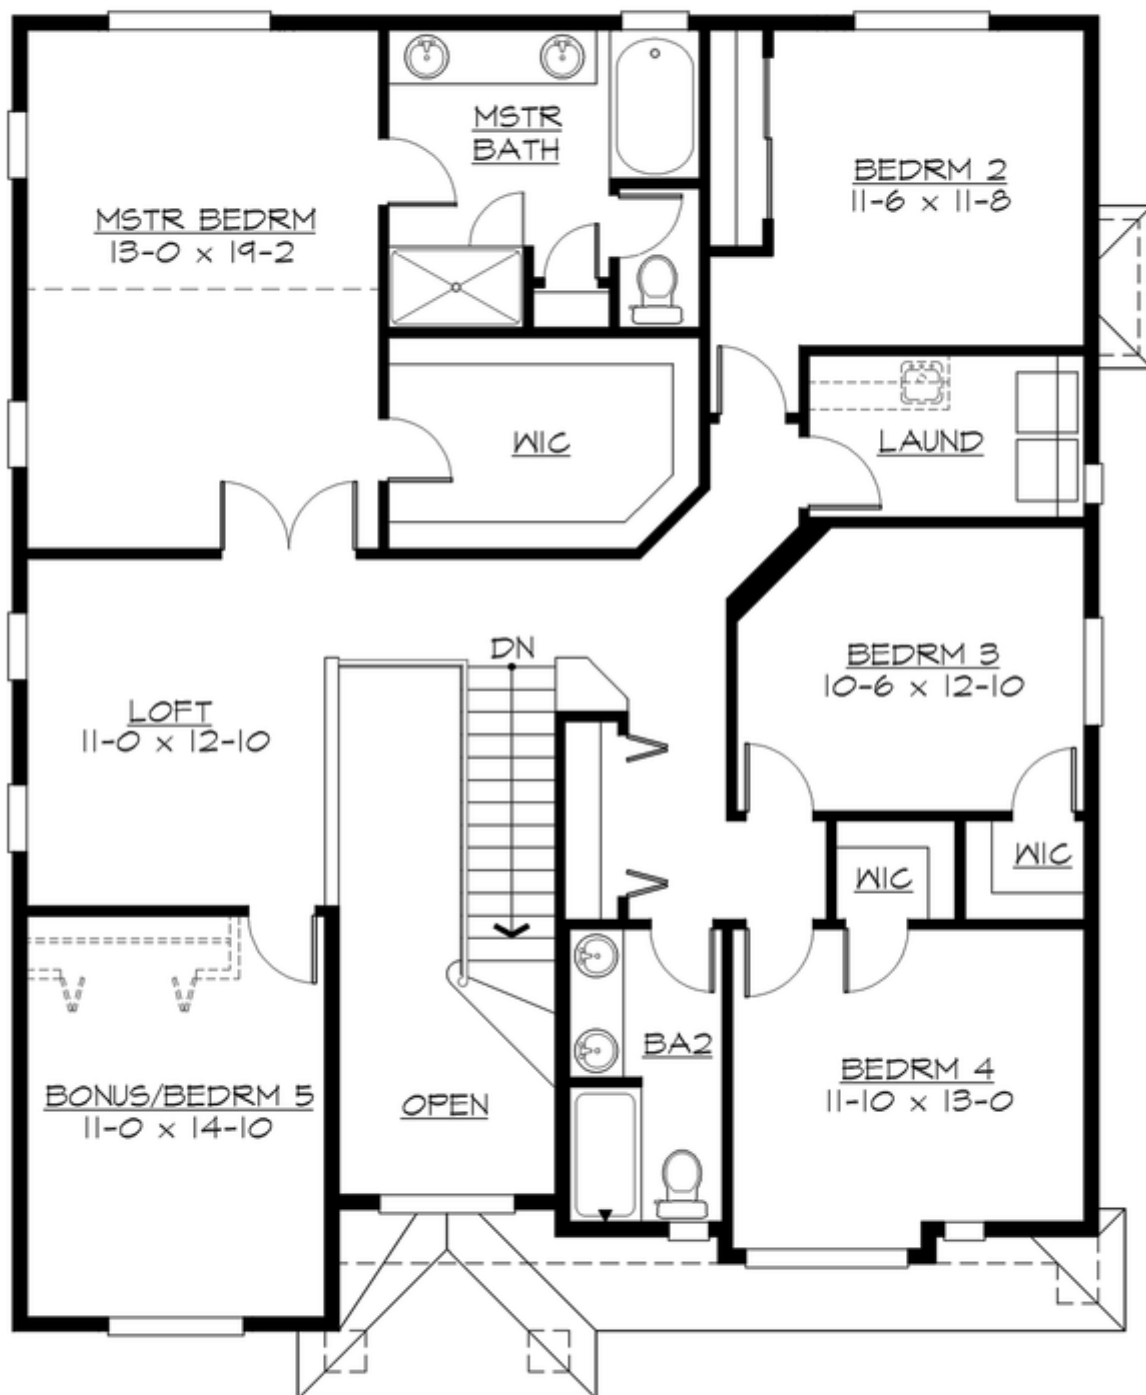 MSTR
BATH
BEDRM 2
11-6 x 11-8
MSTR BEDRM
13-0 x 19-2
WIC
LAUND
DN
BEDRM 3
10-6 x 12-10
LOFT
11-0 x 12-10
WIC
WIC
BA2
BEDRM 4
11-10 x 13-0
BONUS/BEDRM 5
11-0 x 14-10
OPEN